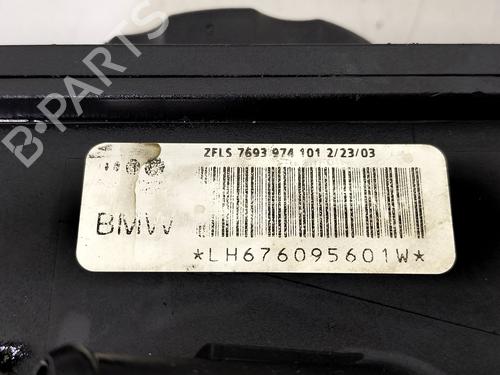 B-PARTS
ZFLS 7693 974 101 2/23/03
BMW
*LH676095601W*